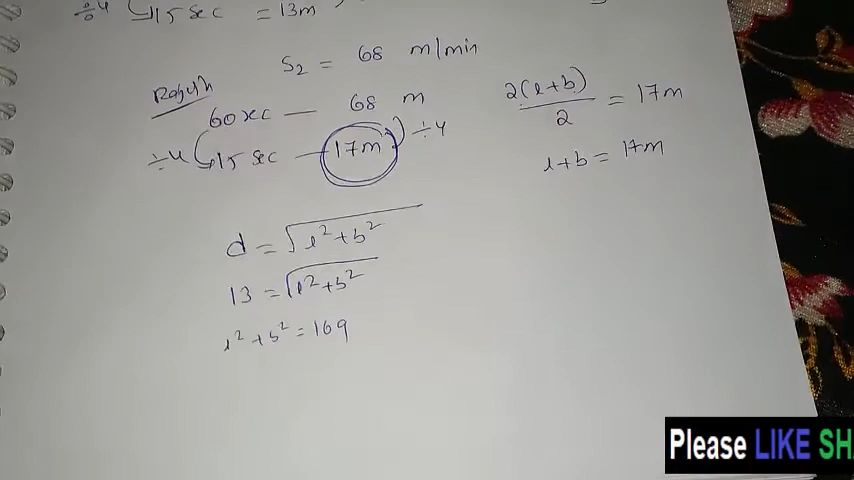 ÷4 15 sec = 13m
S2 = 68 m/min
60 sec — 68 m
÷4 15 sec — 17m ÷4
2(l+b)/2 = 17m
l+b = 17m
d = √l²+b²
13 = √l²+b²
l²+b² = 169
Please LIKE SH